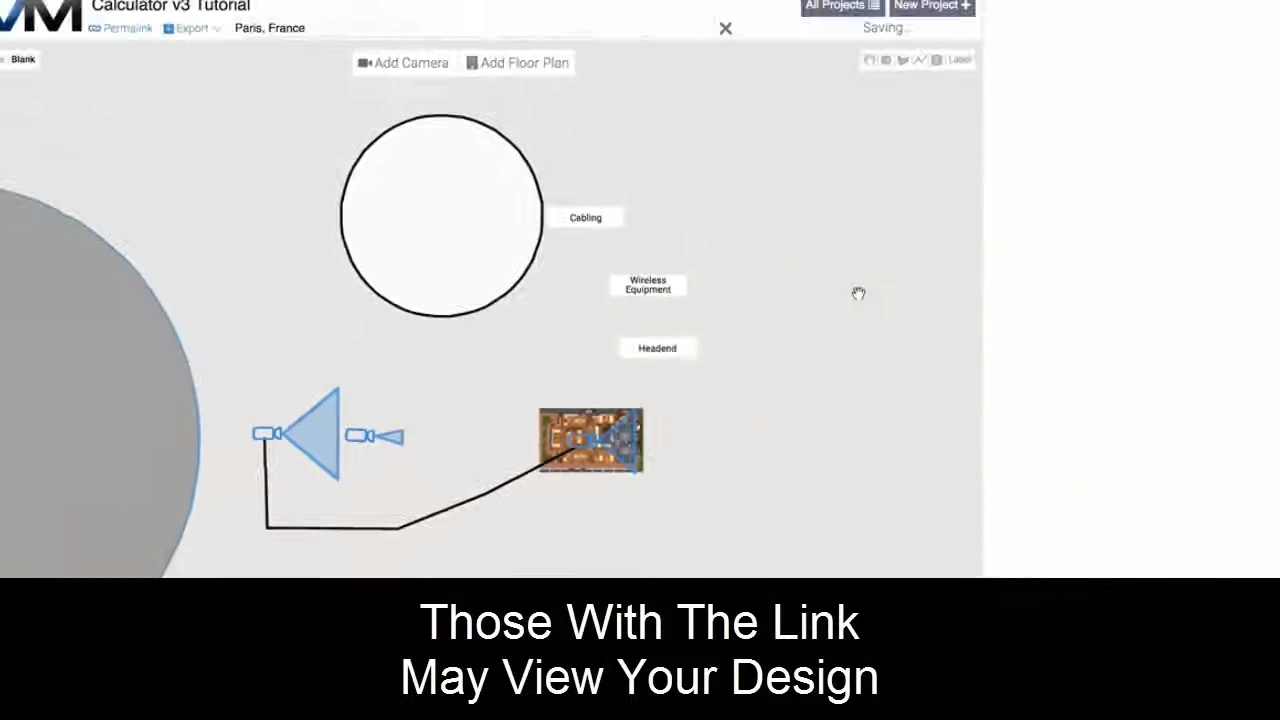 VM
Calculator v3 Tutorial
Permalink Export Paris, France
All Projects New Project +
Saving...
Blank
Add Camera Add Floor Plan
Label
Cabling
Wireless
Equipment
Headend
Those With The Link
May View Your Design